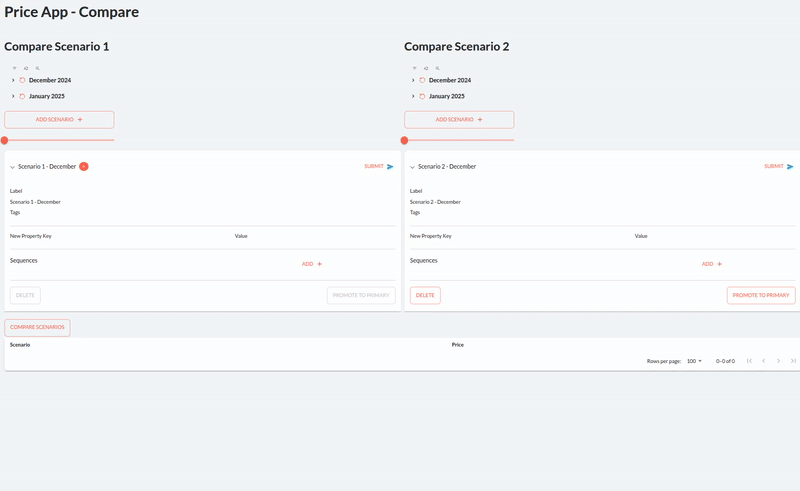 Price App - Compare
Compare Scenario 1
December 2024
January 2025
ADD SCENARIO +
Scenario 1 - December
SUBMIT
Label
Scenario 1 - December
Tags
New Property Key Value
Sequences
ADD +
DELETE PROMOTE TO PRIMARY
Compare Scenario 2
December 2024
January 2025
ADD SCENARIO +
Scenario 2 - December
SUBMIT
Label
Scenario 2 - December
Tags
New Property Key Value
Sequences
ADD +
DELETE PROMOTE TO PRIMARY
COMPARE SCENARIOS
Scenario Price
Rows per page: 100 0–0 of 0